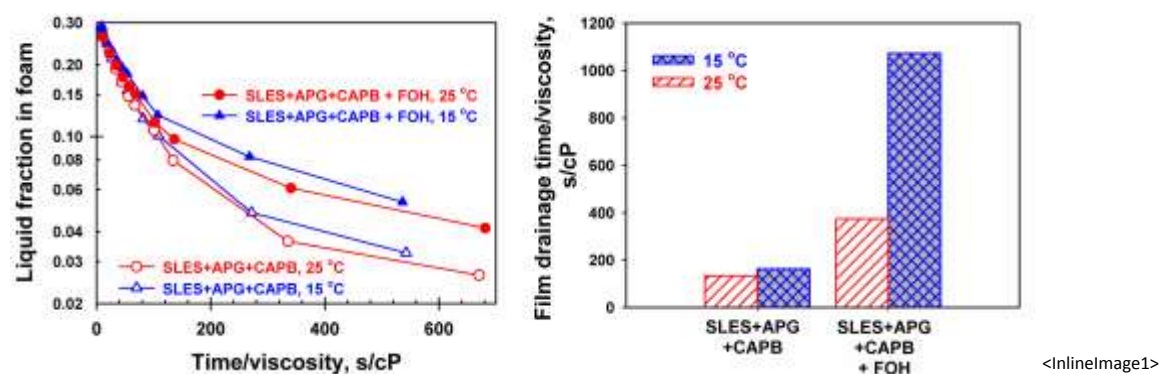 Liquid fraction in foam
0.30
0.20
0.15
0.10
0.08
0.06
0.04
0.03
0.02
SLES+APG+CAPB + FOH, 25 °C
SLES+APG+CAPB + FOH, 15 °C
SLES+APG+CAPB, 25 °C
SLES+APG+CAPB, 15 °C
0 200 400 600
Time/viscosity, s/cP
Film drainage time/viscosity,
s/cP
1200
1000
800
600
400
200
0
15 °C
25 °C
SLES+APG
+CAPB
SLES+APG
+CAPB
+ FOH
<InlineImage1>